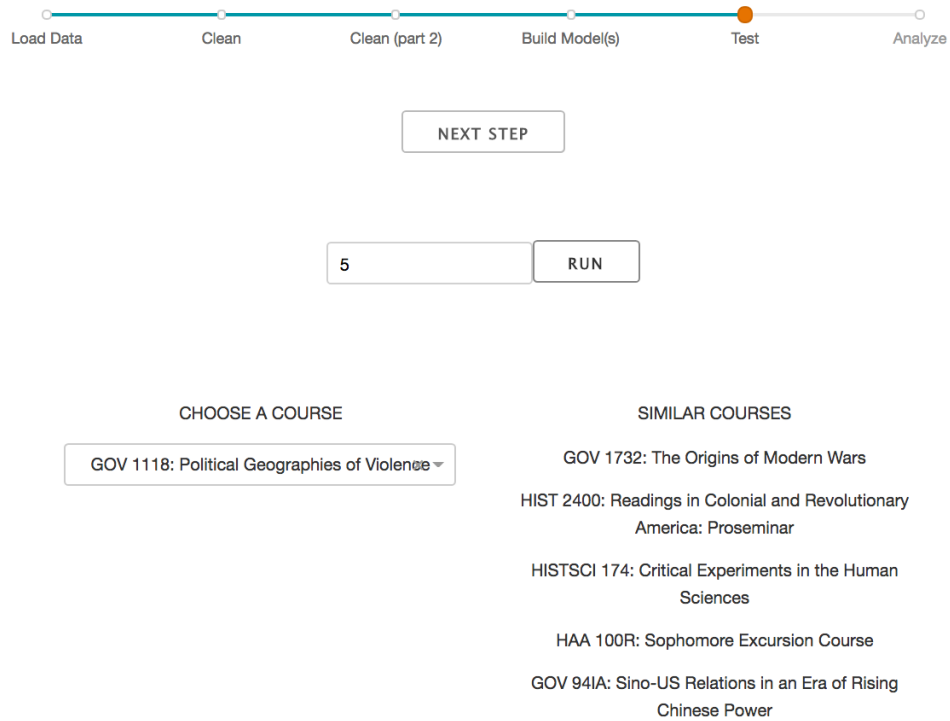 Load Data
Clean
Clean (part 2)
Build Model(s)
Test
Analyze
NEXT STEP
5
RUN
CHOOSE A COURSE
GOV 1118: Political Geographies of Violence
SIMILAR COURSES
GOV 1732: The Origins of Modern Wars
HIST 2400: Readings in Colonial and Revolutionary
America: Proseminar
HISTSCI 174: Critical Experiments in the Human
Sciences
HAA 100R: Sophomore Excursion Course
GOV 94IA: Sino-US Relations in an Era of Rising
Chinese Power